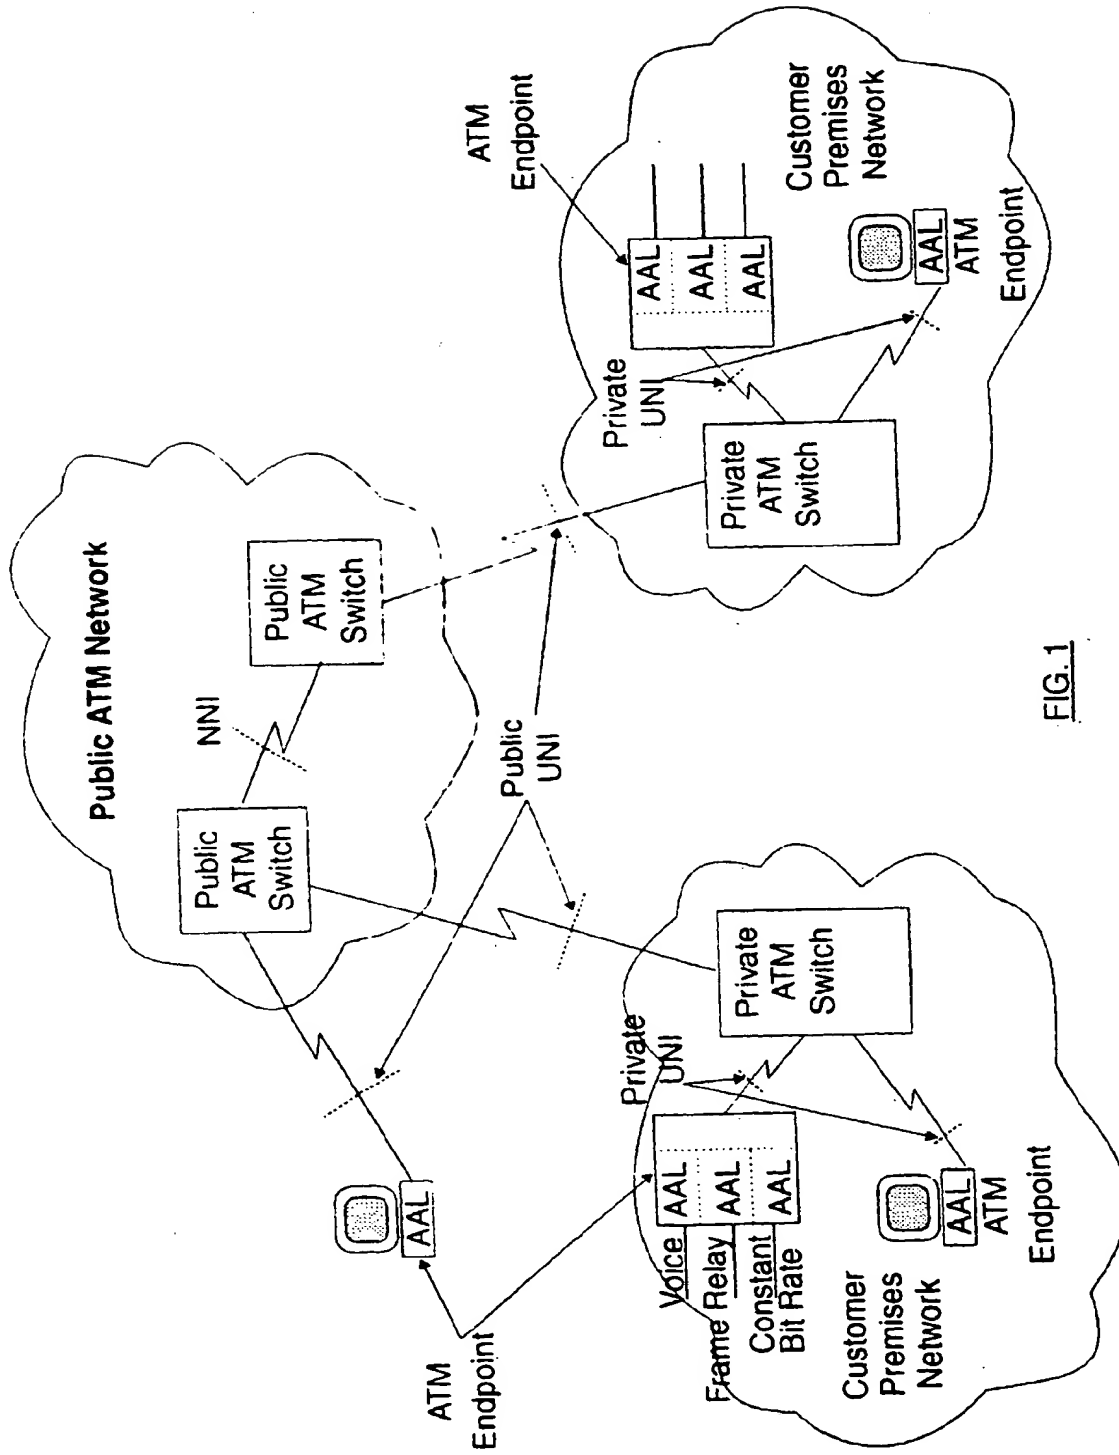 Public ATM Network
Public
ATM
Switch
NNI
Public
ATM
Switch
AAL
ATM
Endpoint
Public
UNI
ATM
Endpoint
Voice
Frame Relay
Constant
Bit Rate
AAL
AAL
AAL
Private
UNI
Private
ATM
Switch
Customer
Premises
Network
AAL
ATM
Endpoint
Private
UNI
AAL
AAL
AAL
Private
ATM
Switch
Customer
Premises
Network
AAL
ATM
Endpoint
FIG.1